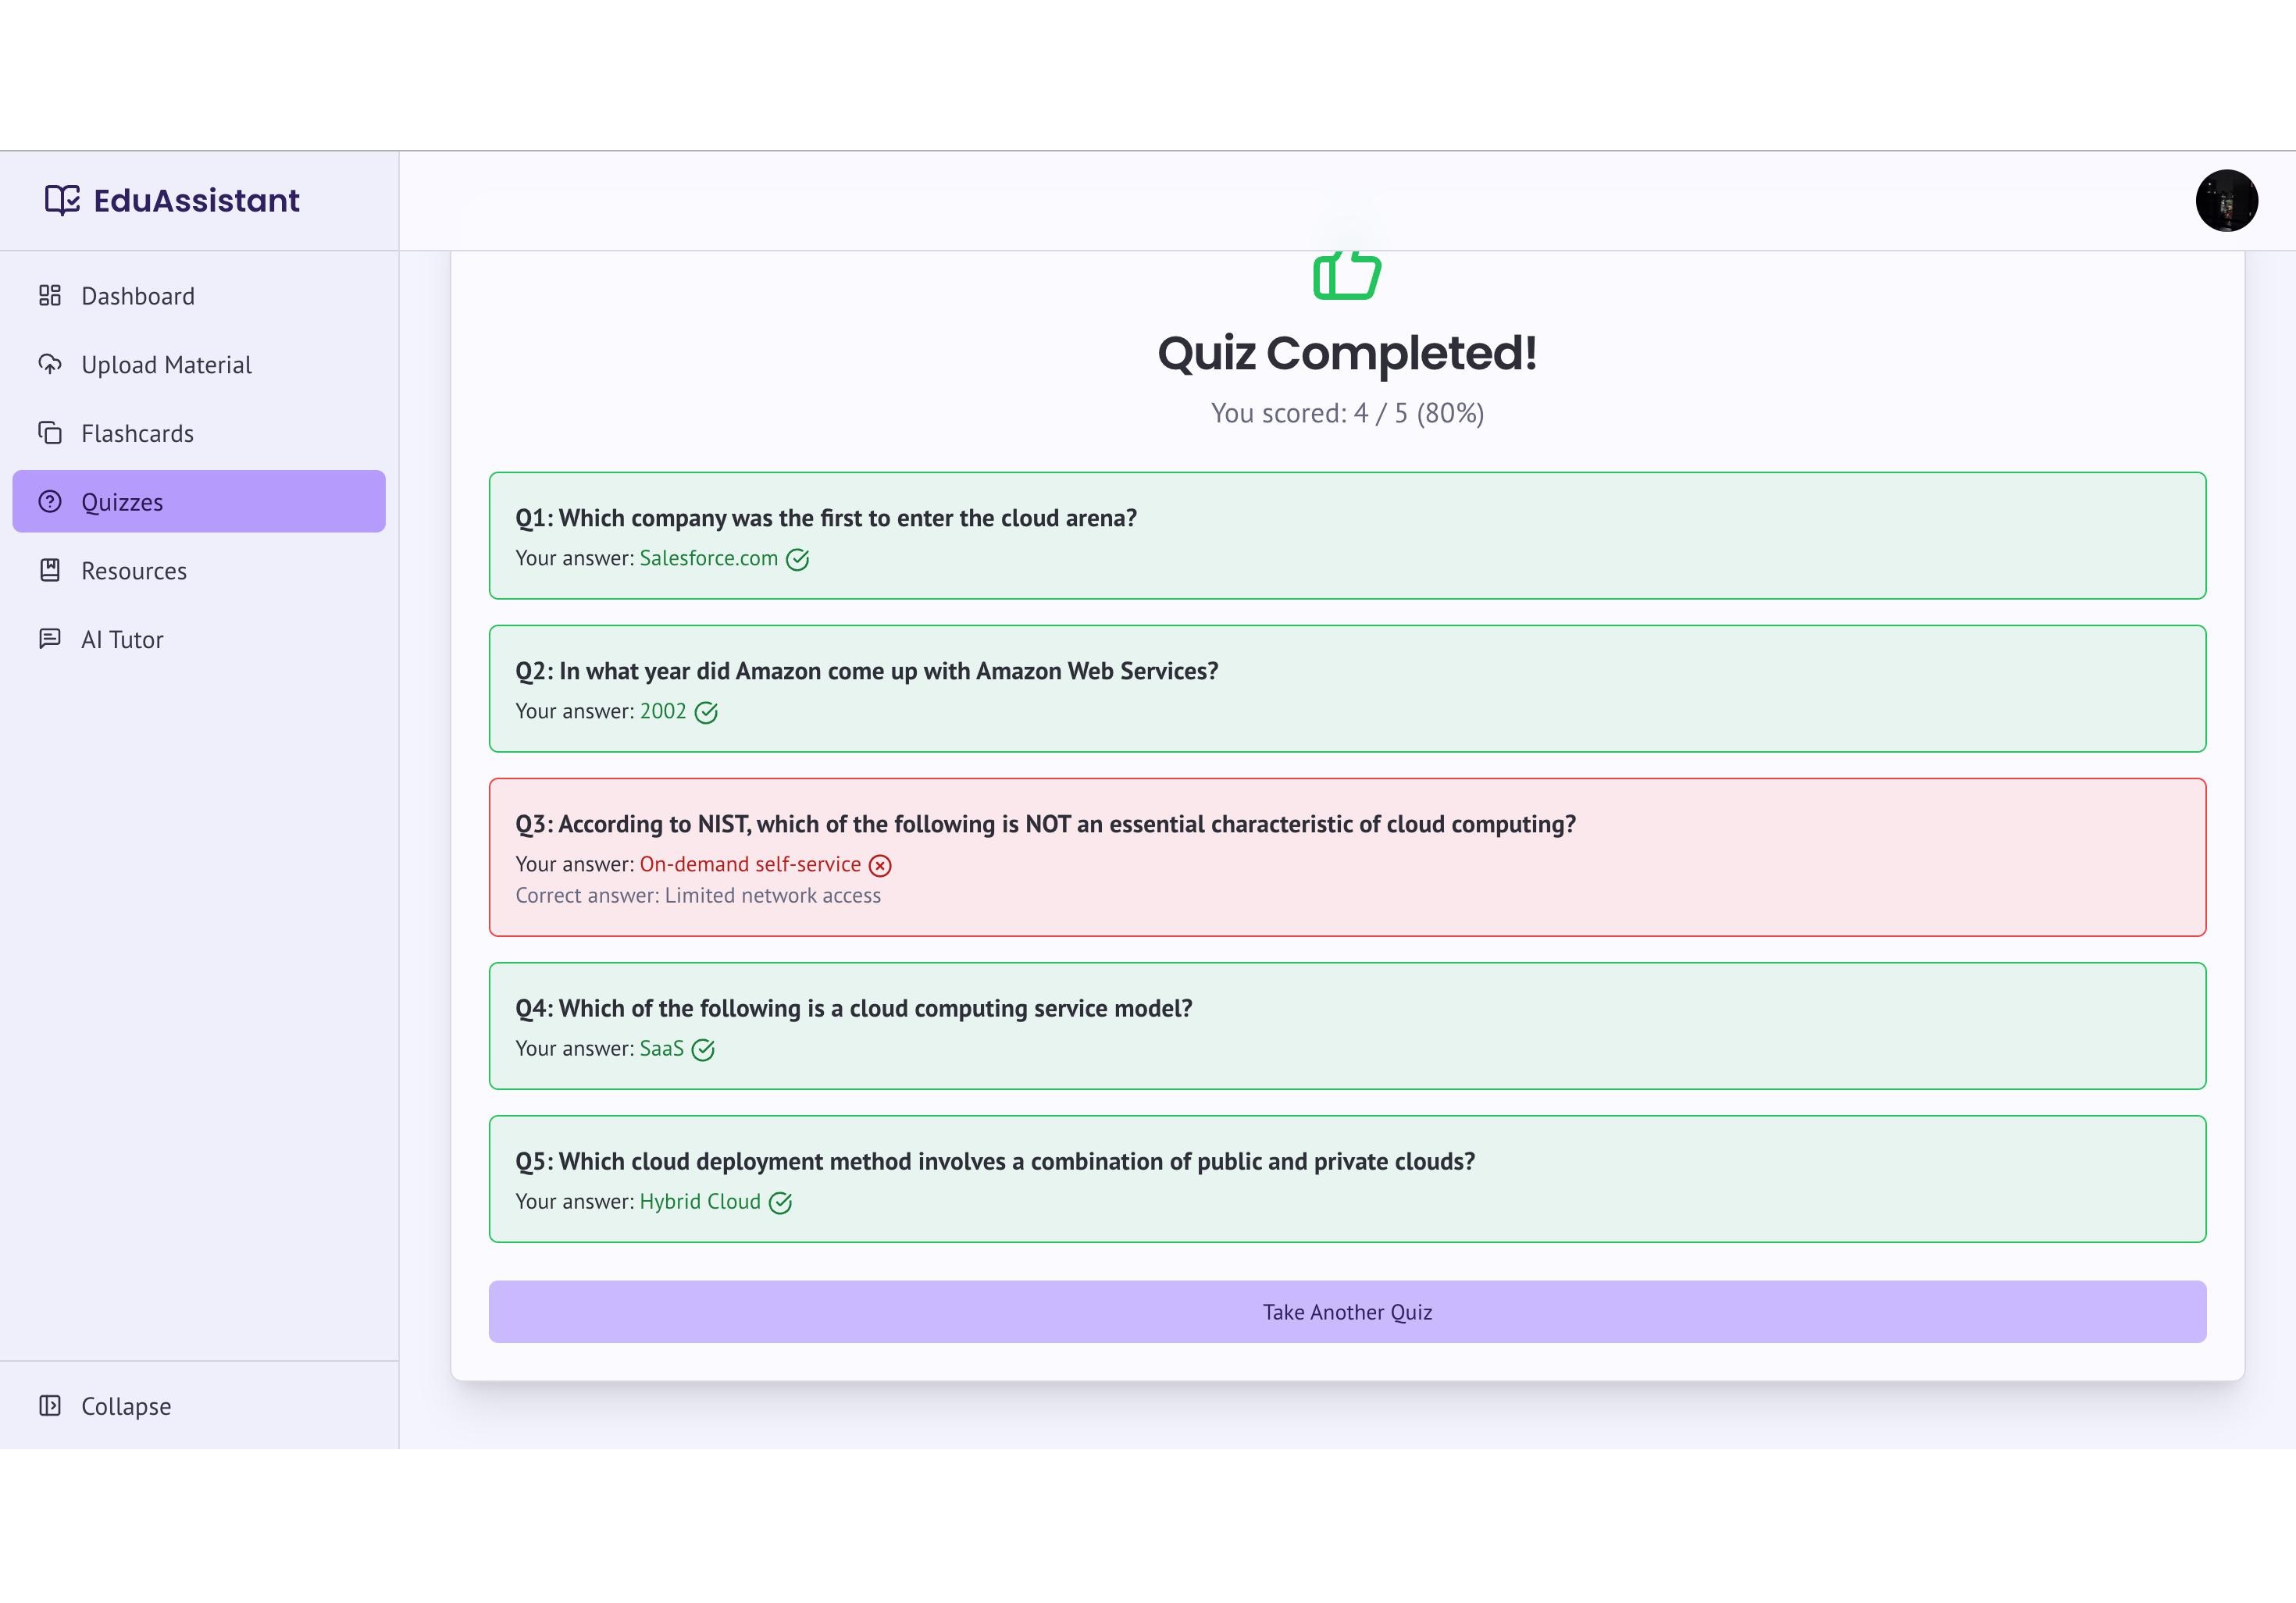 EduAssistant
Dashboard
Upload Material
Flashcards
Quizzes
Resources
AI Tutor
Collapse
Quiz Completed!
You scored: 4 / 5 (80%)
Q1: Which company was the first to enter the cloud arena?
Your answer: Salesforce.com
Q2: In what year did Amazon come up with Amazon Web Services?
Your answer: 2002
Q3: According to NIST, which of the following is NOT an essential characteristic of cloud computing?
Your answer: On-demand self-service
Correct answer: Limited network access
Q4: Which of the following is a cloud computing service model?
Your answer: SaaS
Q5: Which cloud deployment method involves a combination of public and private clouds?
Your answer: Hybrid Cloud
Take Another Quiz